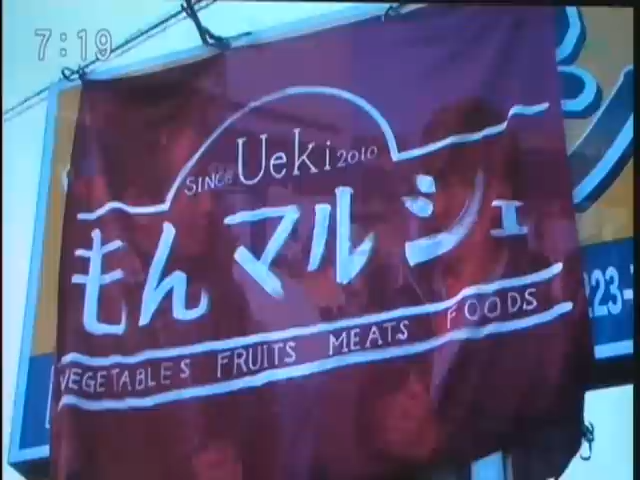 7:19
Ueki
SINCE 2010
もんマルシェ
VEGETABLES FRUITS MEATS FOODS
223-